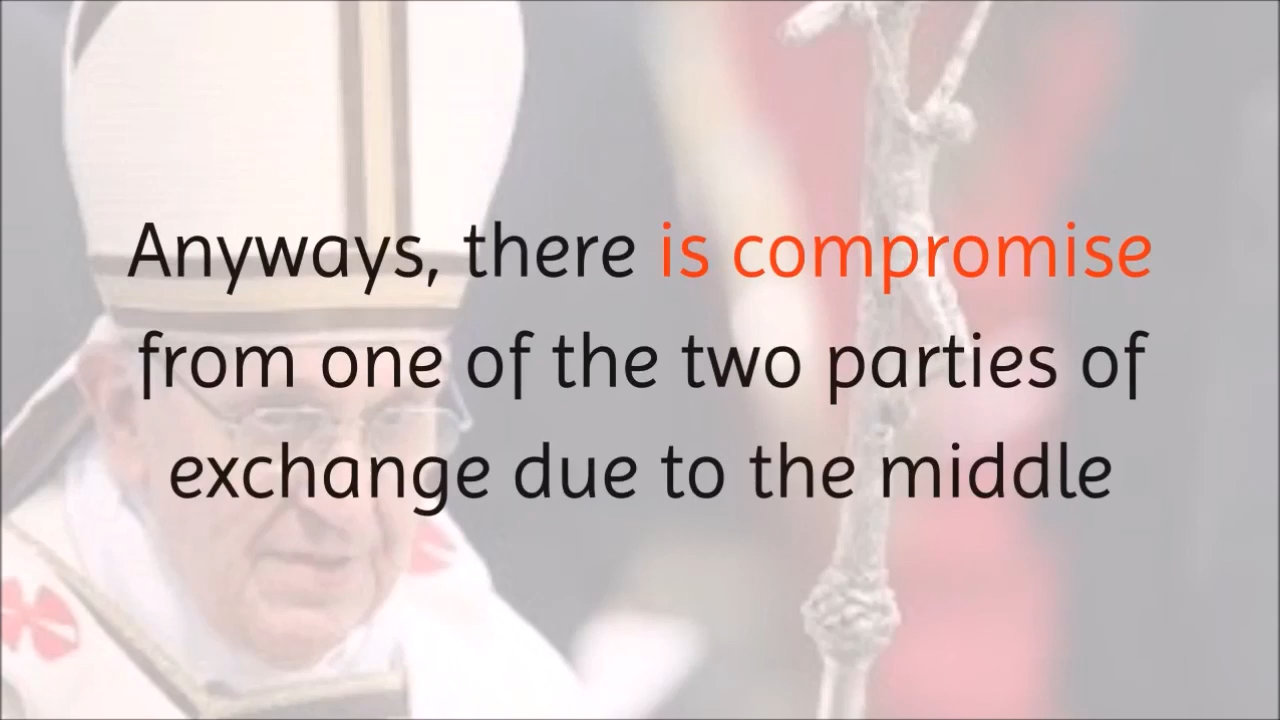 Anyways, there is compromise
from one of the two parties of
exchange due to the middle